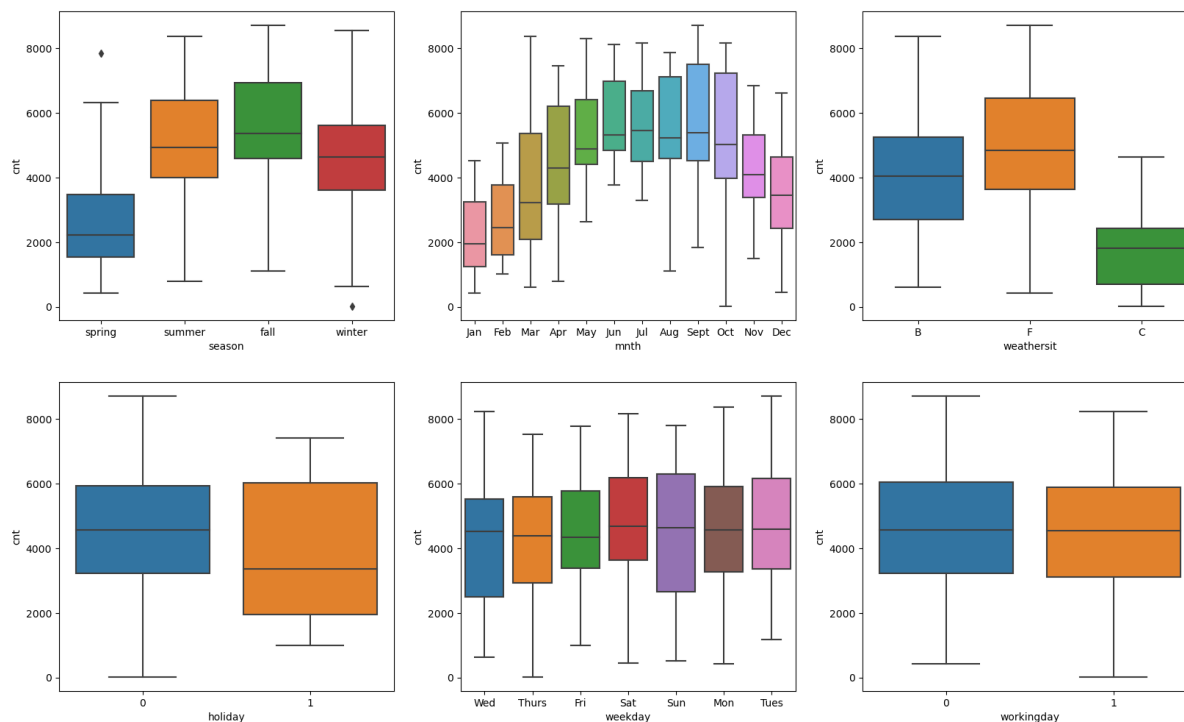 cnt
8000
6000
4000
2000
0
spring summer fall winter
season
cnt
8000
6000
4000
2000
0
Jan Feb Mar Apr May Jun Jul Aug Sept Oct Nov Dec
mnth
cnt
8000
6000
4000
2000
0
B F C
weathersit
cnt
8000
6000
4000
2000
0
0 1
holiday
cnt
8000
6000
4000
2000
0
Wed Thurs Fri Sat Sun Mon Tues
weekday
cnt
8000
6000
4000
2000
0
0 1
workingday